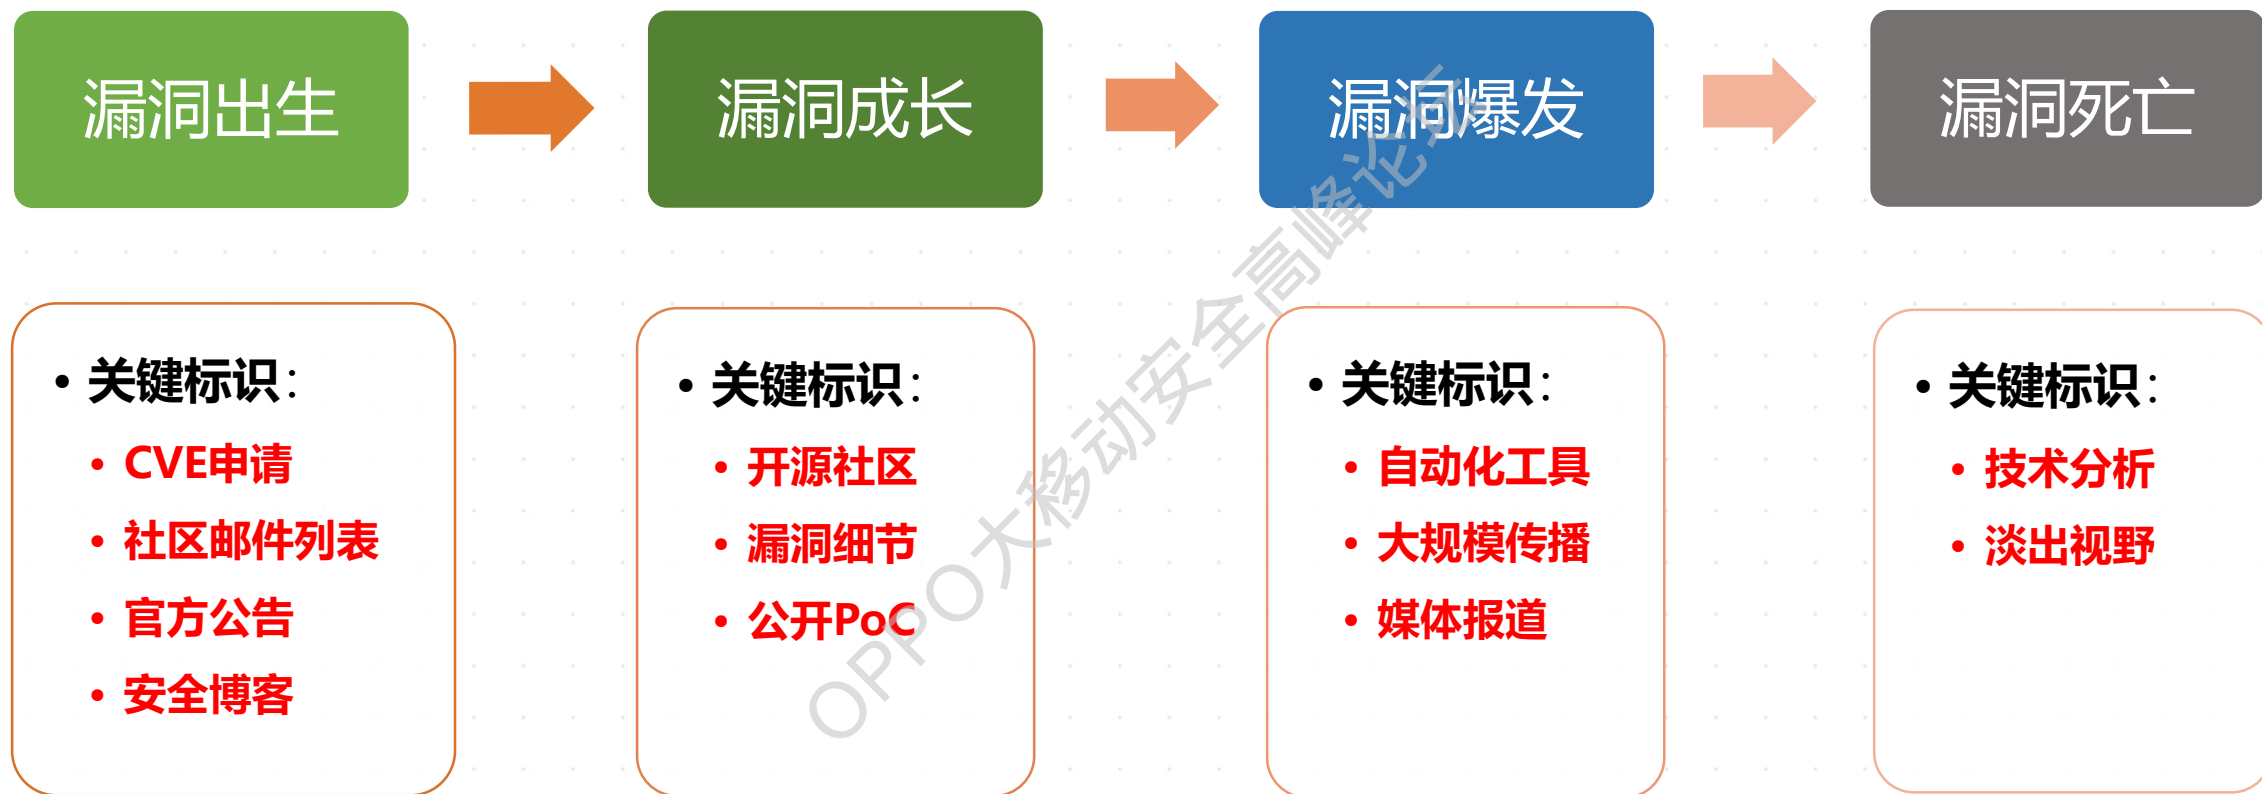 漏洞出生
漏洞成长
漏洞爆发
漏洞死亡
• 关键标识：
• CVE申请
• 社区邮件列表
• 官方公告
• 安全博客
• 关键标识：
• 开源社区
• 漏洞细节
• 公开PoC
• 关键标识：
• 自动化工具
• 大规模传播
• 媒体报道
• 关键标识：
• 技术分析
• 淡出视野
OPPO大移动安全高峰论坛